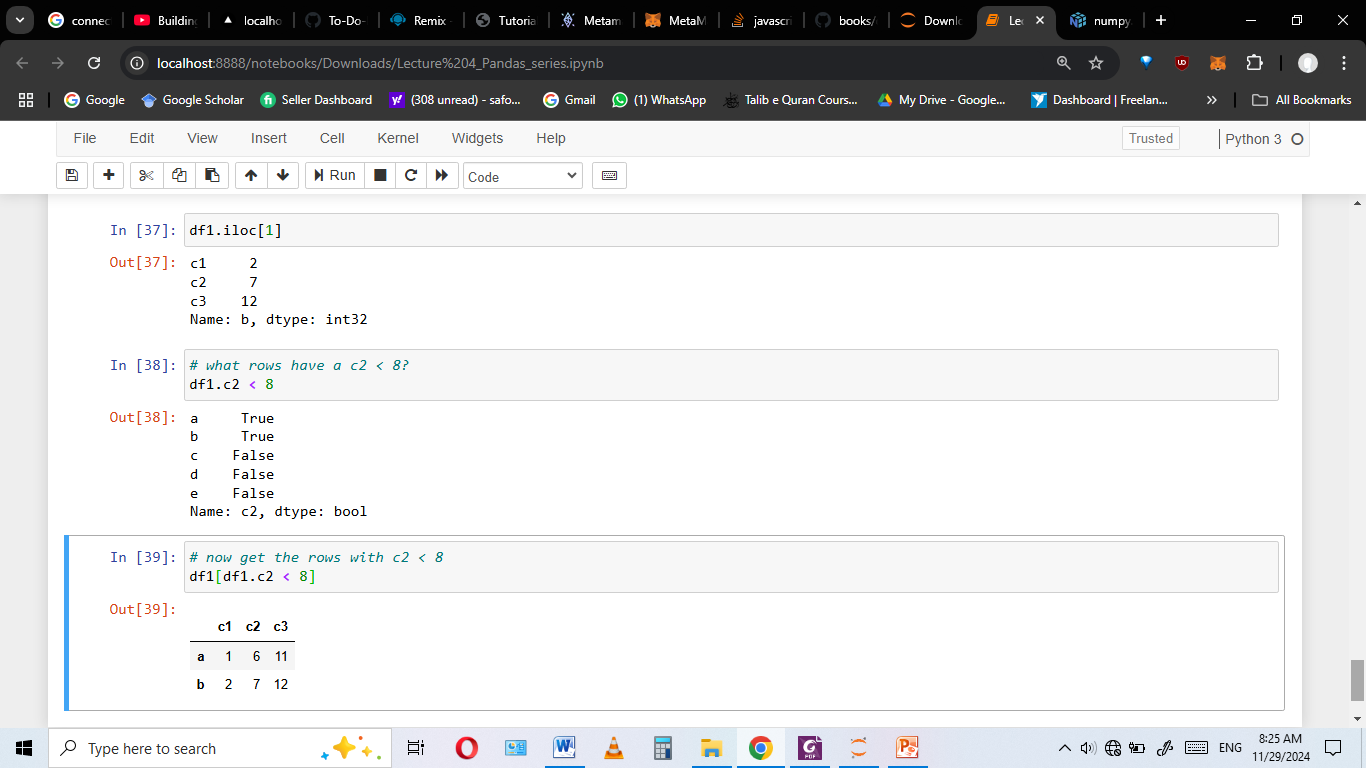 connec
Building
localho
To-Do-
Remix -
Tutoria
Metam
MetaM
javascri
books/
Downlo
Lec
numpy.
localhost:8888/notebooks/Downloads/Lecture%204_Pandas_series.ipynb
Google
Google Scholar
Seller Dashboard
(308 unread) - safo...
Gmail
(1) WhatsApp
Talib e Quran Cours...
My Drive - Google...
Dashboard | Freelan...
»
All Bookmarks
File Edit View Insert Cell Kernel Widgets Help
Trusted
Python 3
Run
Code
In [37]: df1.iloc[1]
Out[37]: c1 2
c2 7
c3 12
Name: b, dtype: int32
In [38]: # what rows have a c2 < 8?
df1.c2 < 8
Out[38]: a True
b True
c False
d False
e False
Name: c2, dtype: bool
In [39]: # now get the rows with c2 < 8
df1[df1.c2 < 8]
Out[39]:
c1 c2 c3
a 1 6 11
b 2 7 12
Type here to search
ENG
8:25 AM
11/29/2024